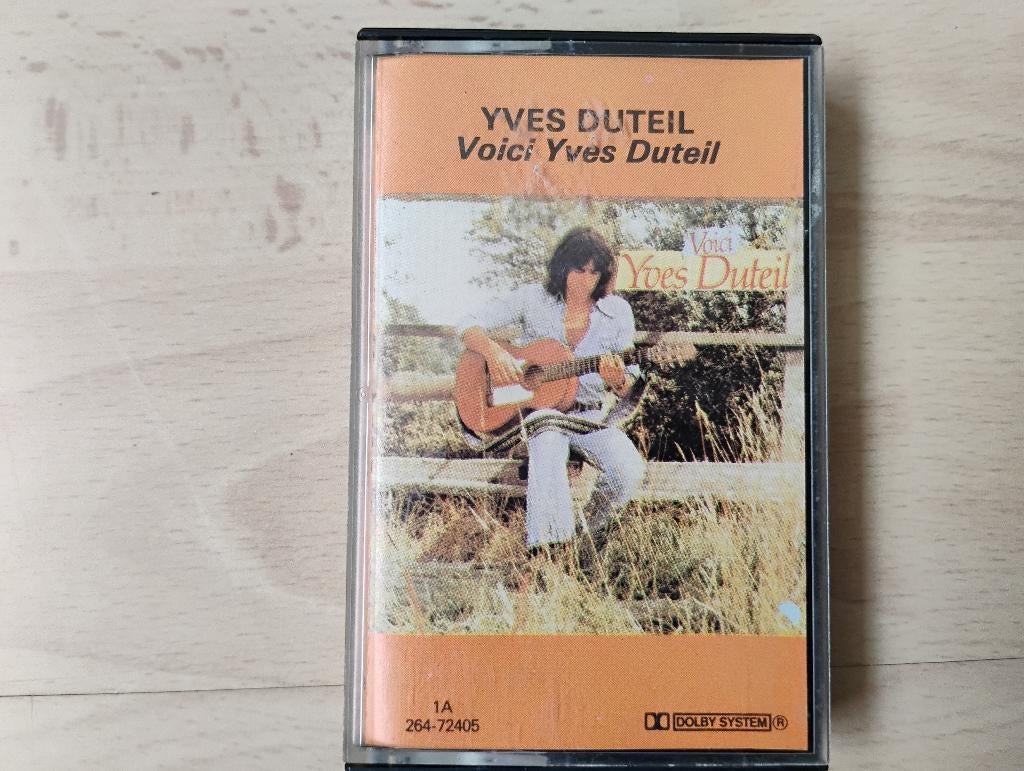 YVES DUTEIL
Voici Yves Duteil
Voici
Yves Duteil
1A
264-72405
DOLBY SYSTEM®